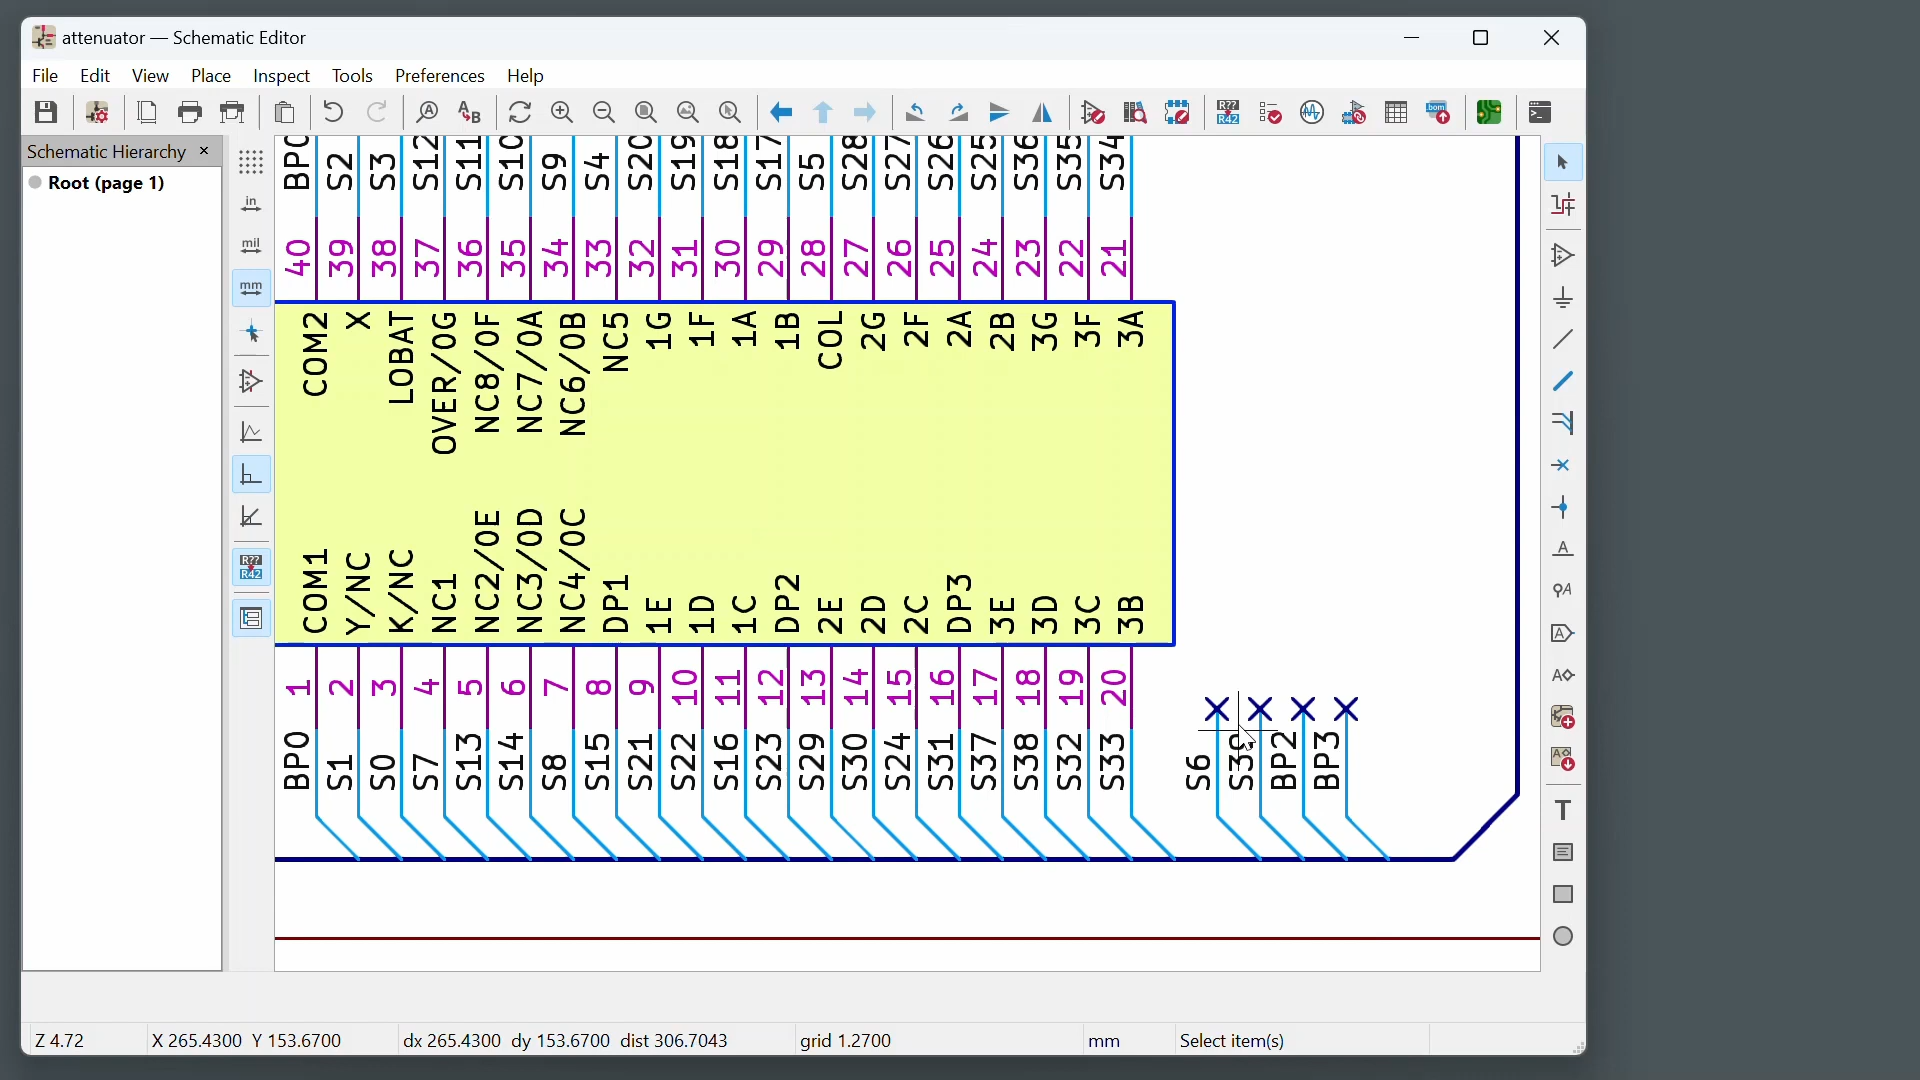 attenuator — Schematic Editor
File Edit View Place Inspect Tools Preferences Help
Schematic Hierarchy
Root (page 1)
in
mil
mm
R??
R42
BP0 S2 S3 S12 S11 S10 S9 S4 S20 S19 S18 S17 S5 S28 S27 S26 S25 S36 S35 S34
40 39 38 37 36 35 34 33 32 31 30 29 28 27 26 25 24 23 22 21
COM2 X LOBAT OVER/0G NC8/0F NC7/0A NC6/0B NC5 1G 1F 1A 1B COL 2G 2F 2A 2B 3G 3F 3A
COM1 Y/NC K/NC NC1 NC2/0E NC3/0D NC4/0C DP1 1E 1D 1C DP2 2E 2D 2C DP3 3E 3D 3C 3B
1 2 3 4 5 6 7 8 9 10 11 12 13 14 15 16 17 18 19 20
BP0 S1 S0 S7 S13 S14 S8 S15 S21 S22 S16 S23 S29 S30 S24 S31 S37 S38 S32 S33 S6 S39 BP2 BP3
Z 4.72 X 265.4300 Y 153.6700 dx 265.4300 dy 153.6700 dist 306.7043 grid 1.2700 mm Select item(s)